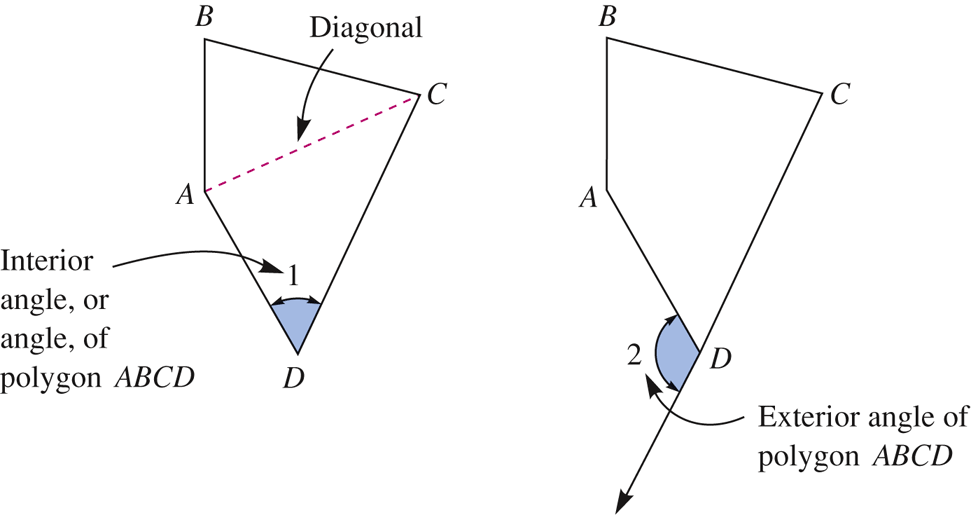 B
Diagonal
C
A
Interior
angle, or
angle, of
polygon ABCD
1
D
B
C
A
2
D
Exterior angle of
polygon ABCD